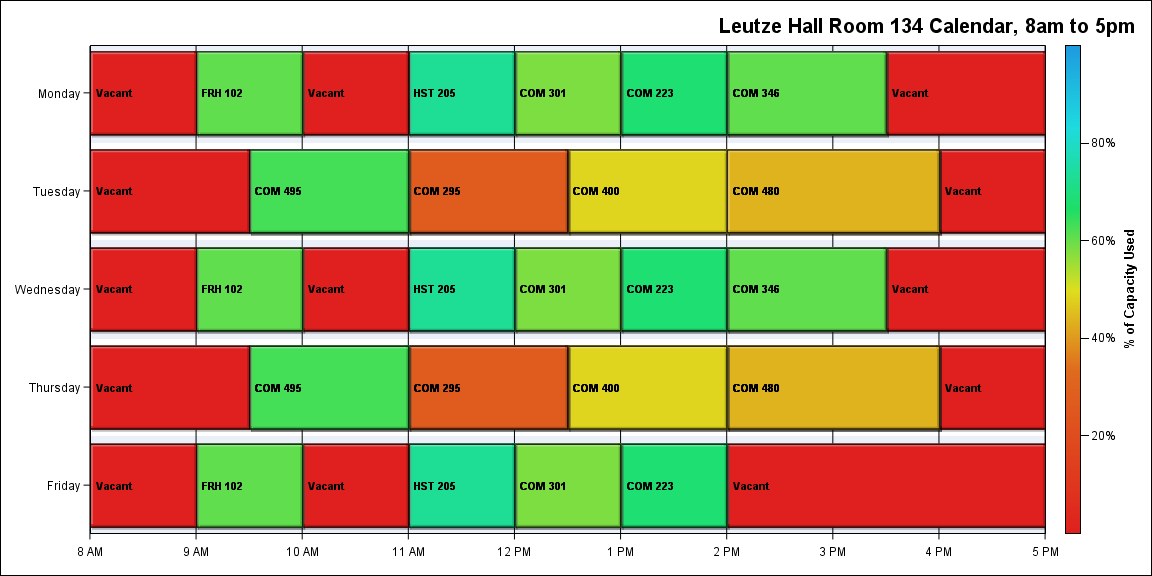 Leutze Hall Room 134 Calendar, 8am to 5pm
Monday
Vacant
FRH 102
Vacant
HST 205
COM 301
COM 223
COM 346
Vacant
Tuesday
Vacant
COM 495
COM 295
COM 400
COM 480
Vacant
Wednesday
Vacant
FRH 102
Vacant
HST 205
COM 301
COM 223
COM 346
Vacant
Thursday
Vacant
COM 495
COM 295
COM 400
COM 480
Vacant
Friday
Vacant
FRH 102
Vacant
HST 205
COM 301
COM 223
Vacant
8 AM
9 AM
10 AM
11 AM
12 PM
1 PM
2 PM
3 PM
4 PM
5 PM
80%
60%
40%
20%
% of Capacity Used